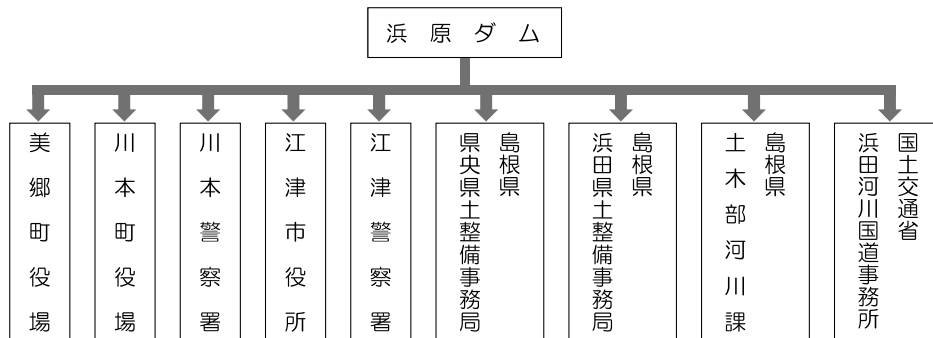 浜原ダム
美郷町役場
川本町役場
川本警察署
江津市役所
江津警察署
島根県
県央県土整備事務局
島根県
浜田県土整備事務局
島根県
土木部河川課
国土交通省
浜田河川国道事務所